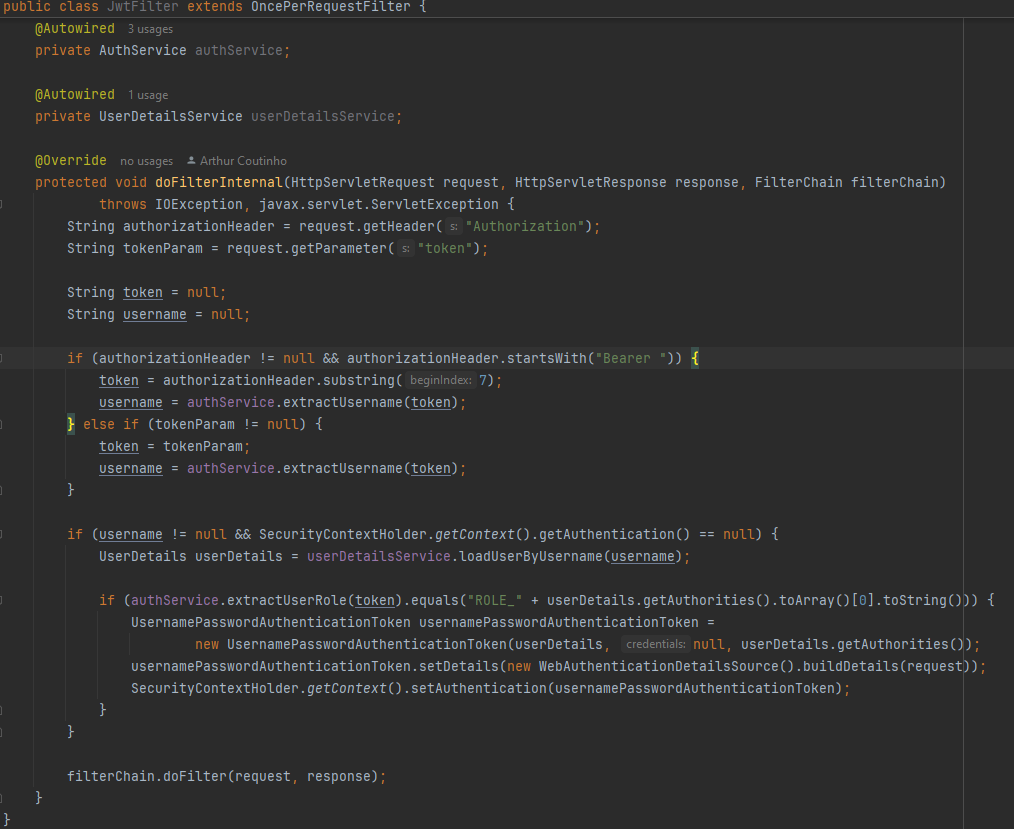 public class JwtFilter extends OncePerRequestFilter {
@Autowired 3 usages
private AuthService authService;
@Autowired 1 usage
private UserDetailsService userDetailsService;
@Override no usages Arthur Coutinho
protected void doFilterInternal(HttpServletRequest request, HttpServletResponse response, FilterChain filterChain)
throws IOException, javax.servlet.ServletException {
String authorizationHeader = request.getHeader( s: "Authorization");
String tokenParam = request.getParameter( s: "token");
String token = null;
String username = null;
if (authorizationHeader != null && authorizationHeader.startsWith("Bearer ")) {
token = authorizationHeader.substring( beginIndex: 7);
username = authService.extractUsername(token);
} else if (tokenParam != null) {
token = tokenParam;
username = authService.extractUsername(token);
}
if (username != null && SecurityContextHolder.getContext().getAuthentication() == null) {
UserDetails userDetails = userDetailsService.loadUserByUsername(username);
if (authService.extractUserRole(token).equals("ROLE_" + userDetails.getAuthorities().toArray()[0].toString())) {
UsernamePasswordAuthenticationToken usernamePasswordAuthenticationToken =
new UsernamePasswordAuthenticationToken(userDetails, credentials: null, userDetails.getAuthorities());
usernamePasswordAuthenticationToken.setDetails(new WebAuthenticationDetailsSource().buildDetails(request));
SecurityContextHolder.getContext().setAuthentication(usernamePasswordAuthenticationToken);
}
}
filterChain.doFilter(request, response);
}
}